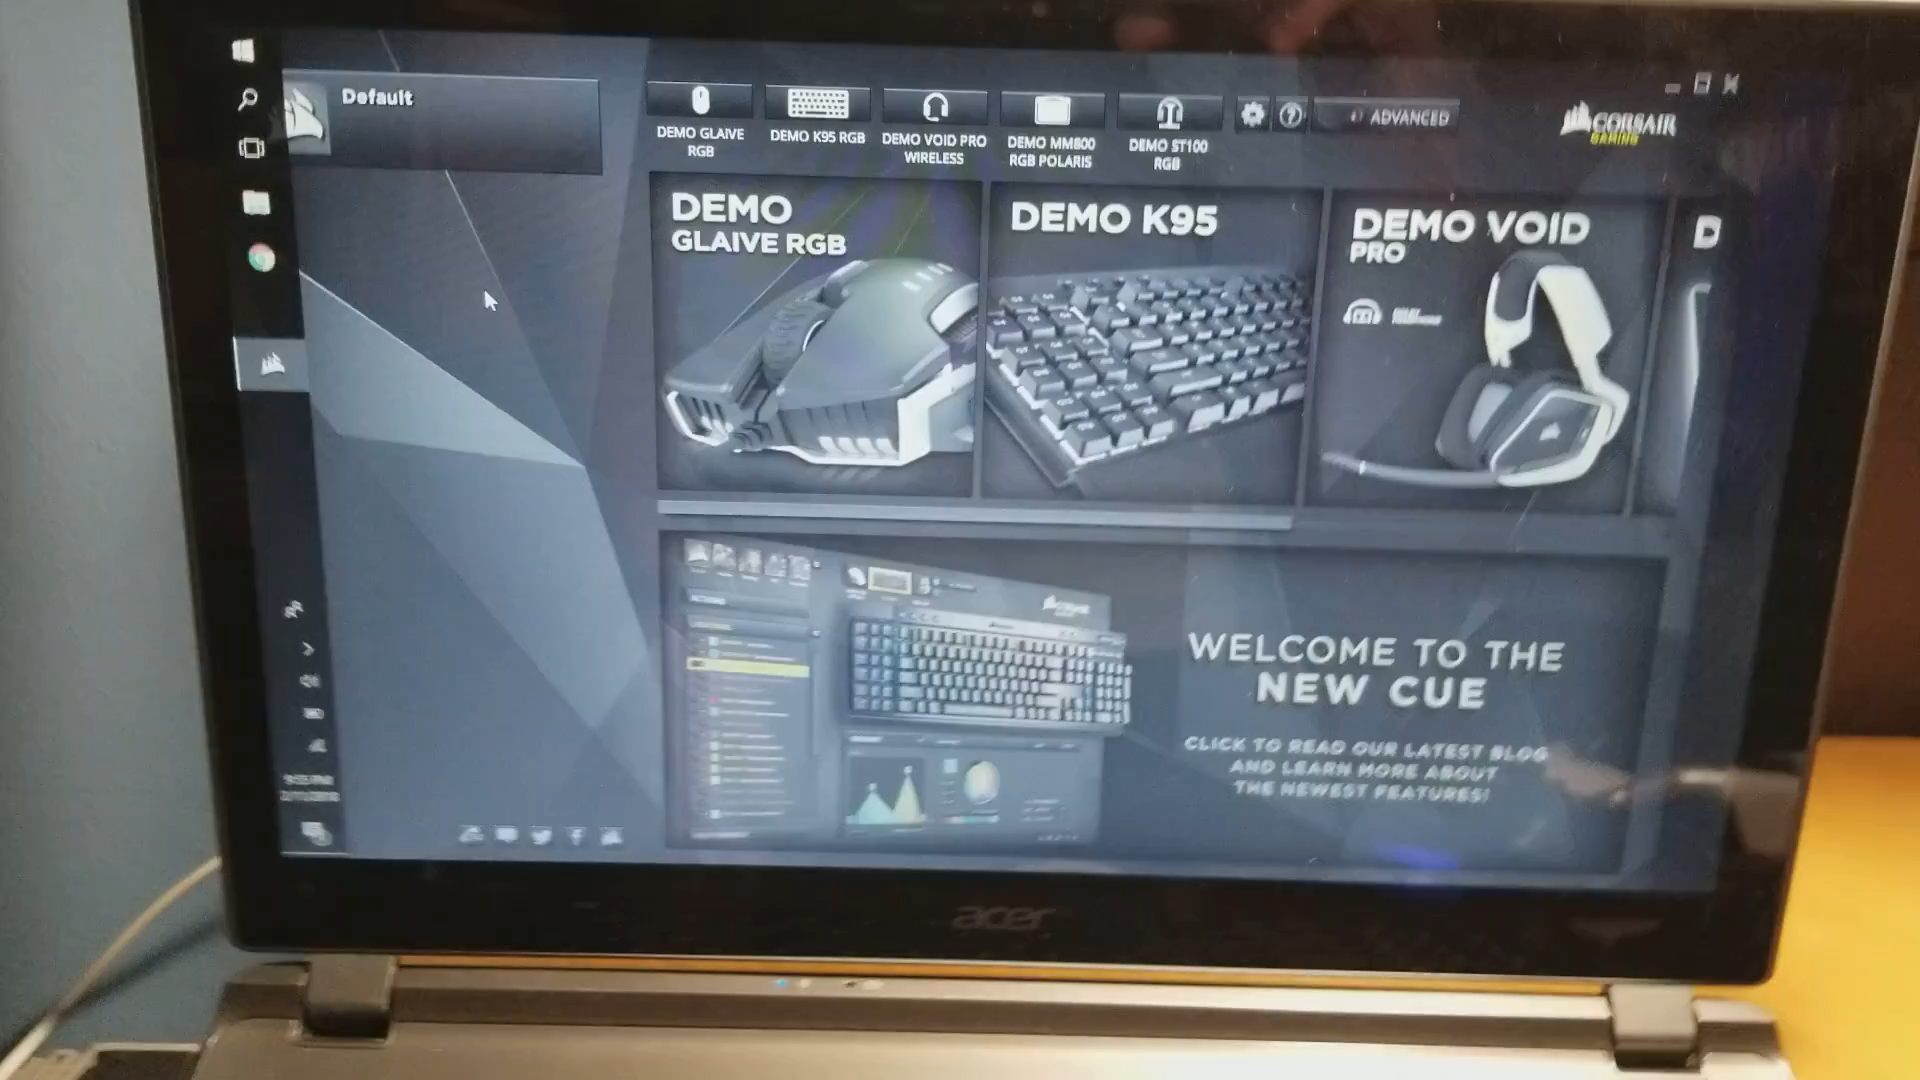 Default
DEMO GLAIVE
RGB
DEMO K95 RGB
DEMO VOID PRO
WIRELESS
DEMO MM800
RGB POLARIS
DEMO ST100
RGB
ADVANCED
CORSAIR
GAMING
DEMO
GLAIVE RGB
DEMO K95
DEMO VOID
PRO
D
WELCOME TO THE
NEW CUE
CLICK TO READ OUR LATEST BLOG
AND LEARN MORE ABOUT
THE NEWEST FEATURES!
acer